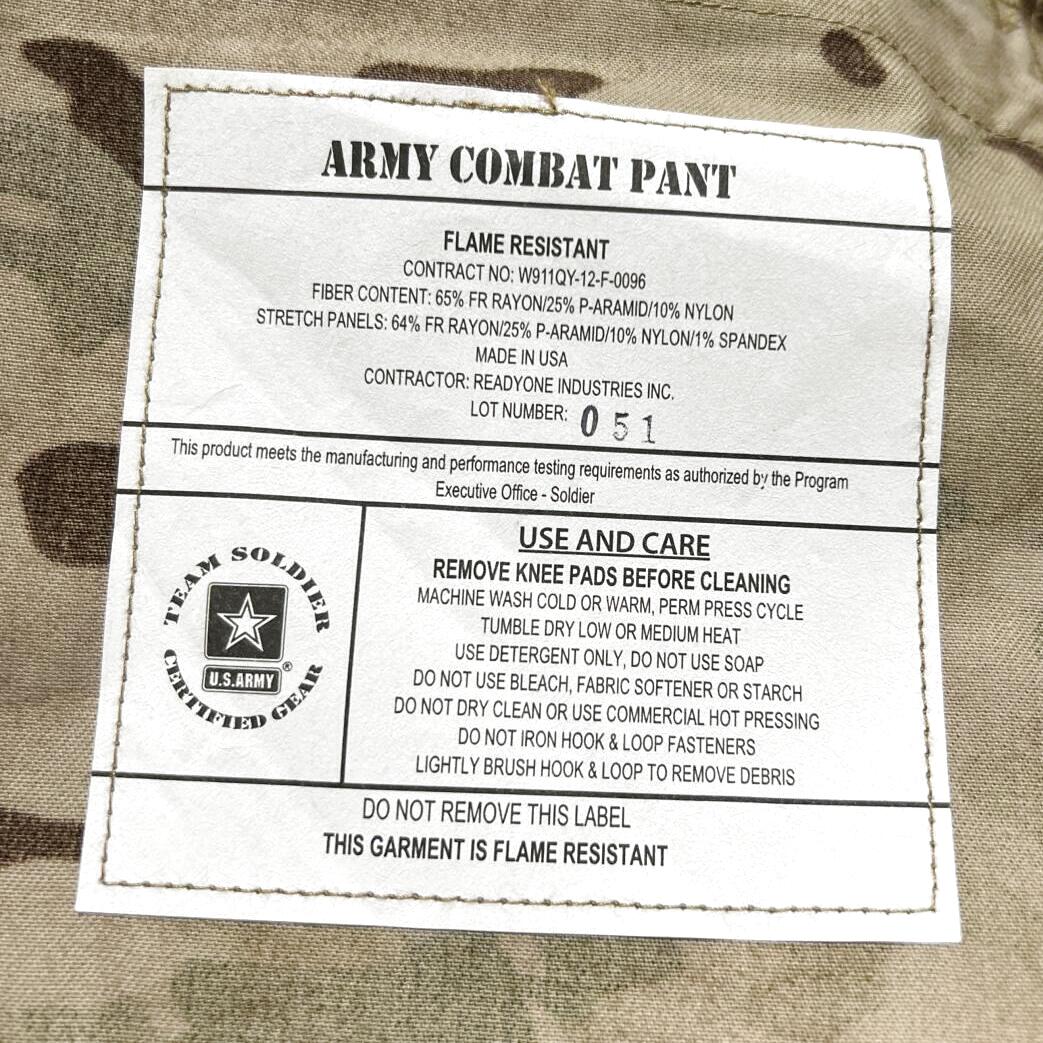 ARMY COMBAT PANT
FLAME RESISTANT
CONTRACT NO: W911QY-12-F-0096
FIBER CONTENT: 65% FR RAYON/25% P-ARAMID/10% NYLON
STRETCH PANELS: 64% FR RAYON/25% P-ARAMID/10% NYLON/1% SPANDEX
MADE IN USA
CONTRACTOR: READYONE INDUSTRIES INC.
LOT NUMBER: 051
This product meets the manufacturing and performance testing requirements as authorized by the Program
Executive Office - Soldier
TEAM SOLDIER
U.S.ARMY®
CERTIFIED GEAR
USE AND CARE
REMOVE KNEE PADS BEFORE CLEANING
MACHINE WASH COLD OR WARM, PERM PRESS CYCLE
TUMBLE DRY LOW OR MEDIUM HEAT
USE DETERGENT ONLY, DO NOT USE SOAP
DO NOT USE BLEACH, FABRIC SOFTENER OR STARCH
DO NOT DRY CLEAN OR USE COMMERCIAL HOT PRESSING
DO NOT IRON HOOK & LOOP FASTENERS
LIGHTLY BRUSH HOOK & LOOP TO REMOVE DEBRIS
DO NOT REMOVE THIS LABEL
THIS GARMENT IS FLAME RESISTANT